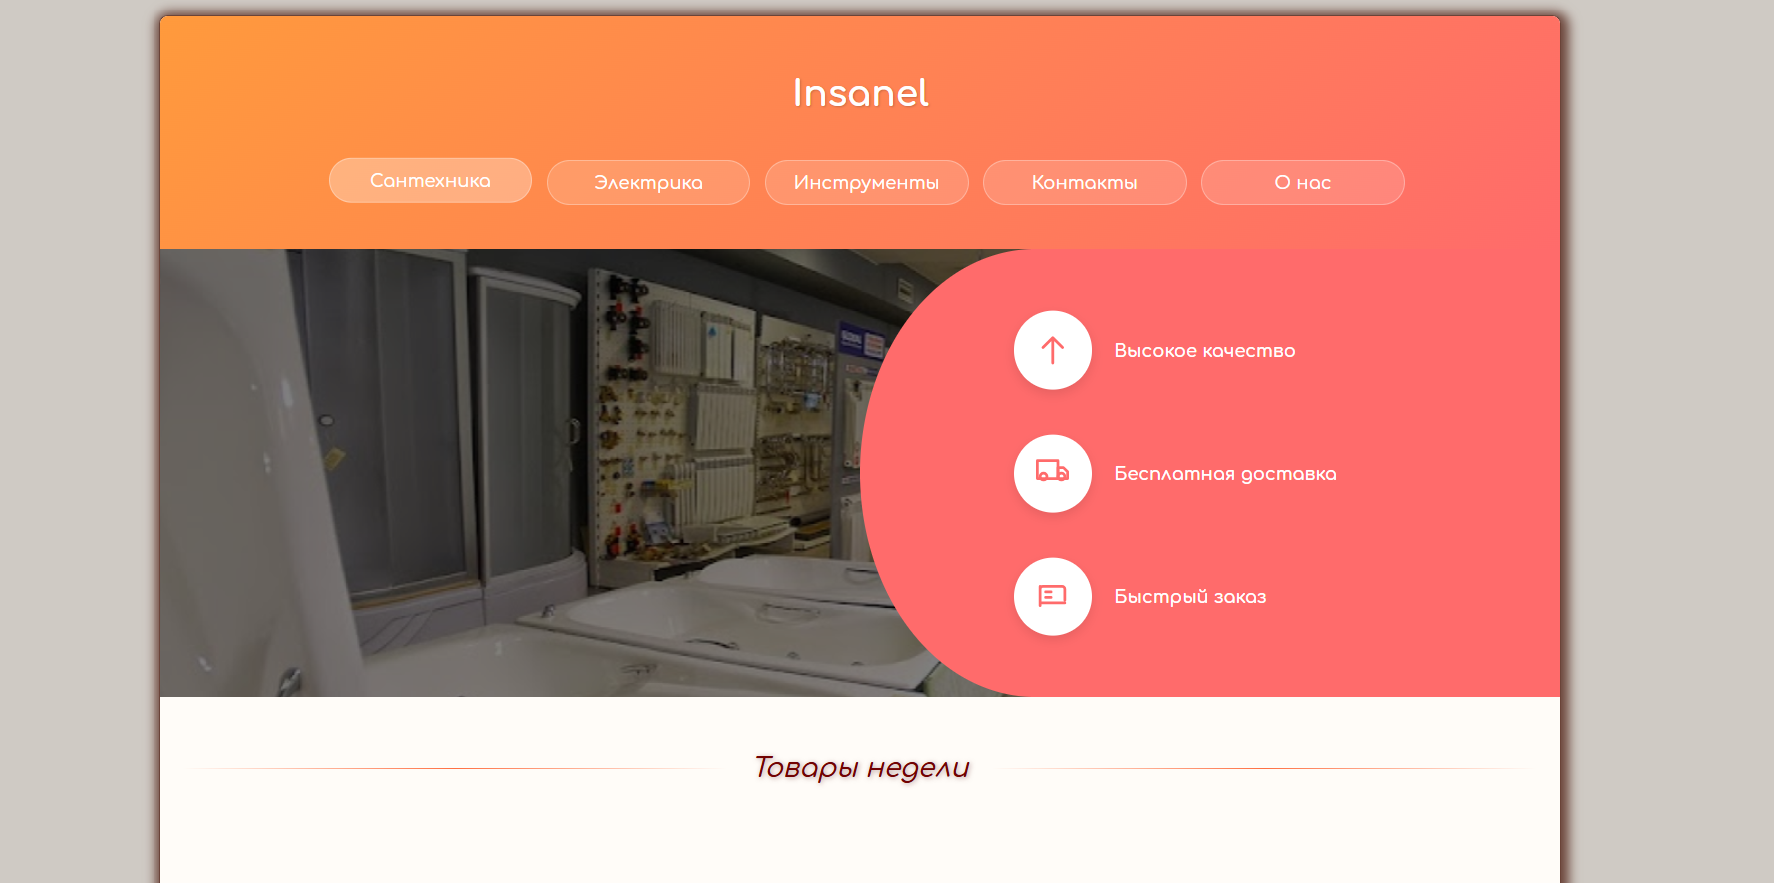 Insanel
Сантехника
Электрика
Инструменты
Контакты
О нас
Высокое качество
Бесплатная доставка
Быстрый заказ
Товары недели